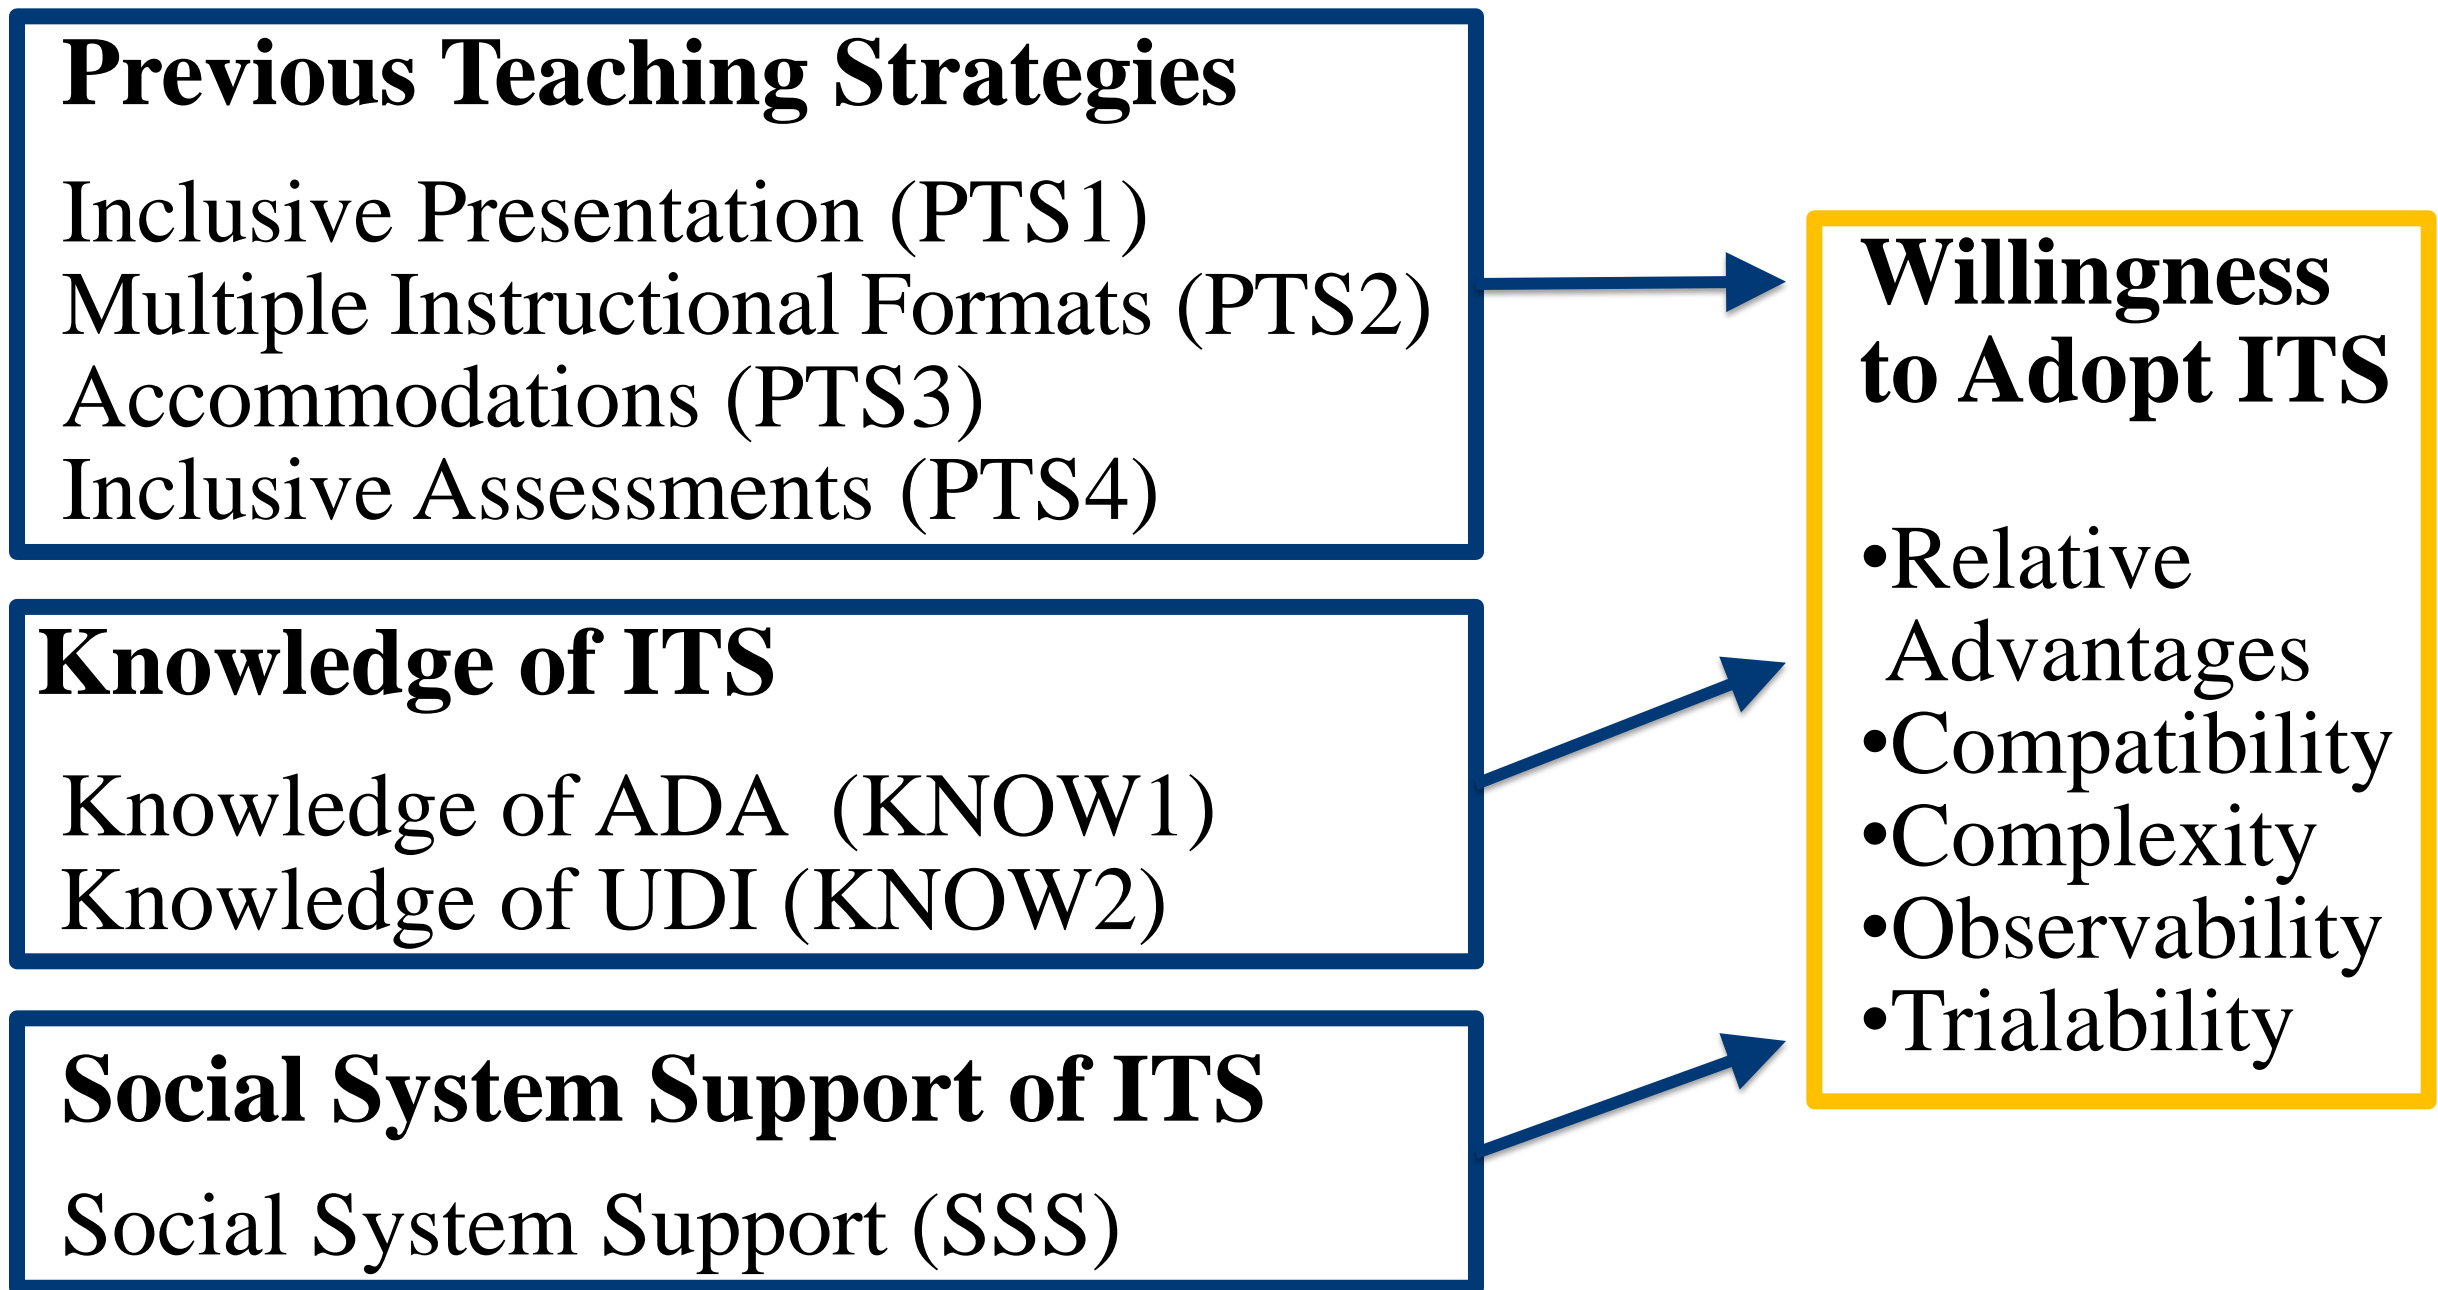 Previous Teaching Strategies
Inclusive Presentation (PTS1)
Multiple Instructional Formats (PTS2)
Accommodations (PTS3)
Inclusive Assessments (PTS4)
Knowledge of ITS
Knowledge of ADA  (KNOW1)
Knowledge of UDI (KNOW2)
Social System Support of ITS
Social System Support (SSS)
Willingness
to Adopt ITS
•Relative
Advantages
•Compatibility
•Complexity
•Observability
•Trialability